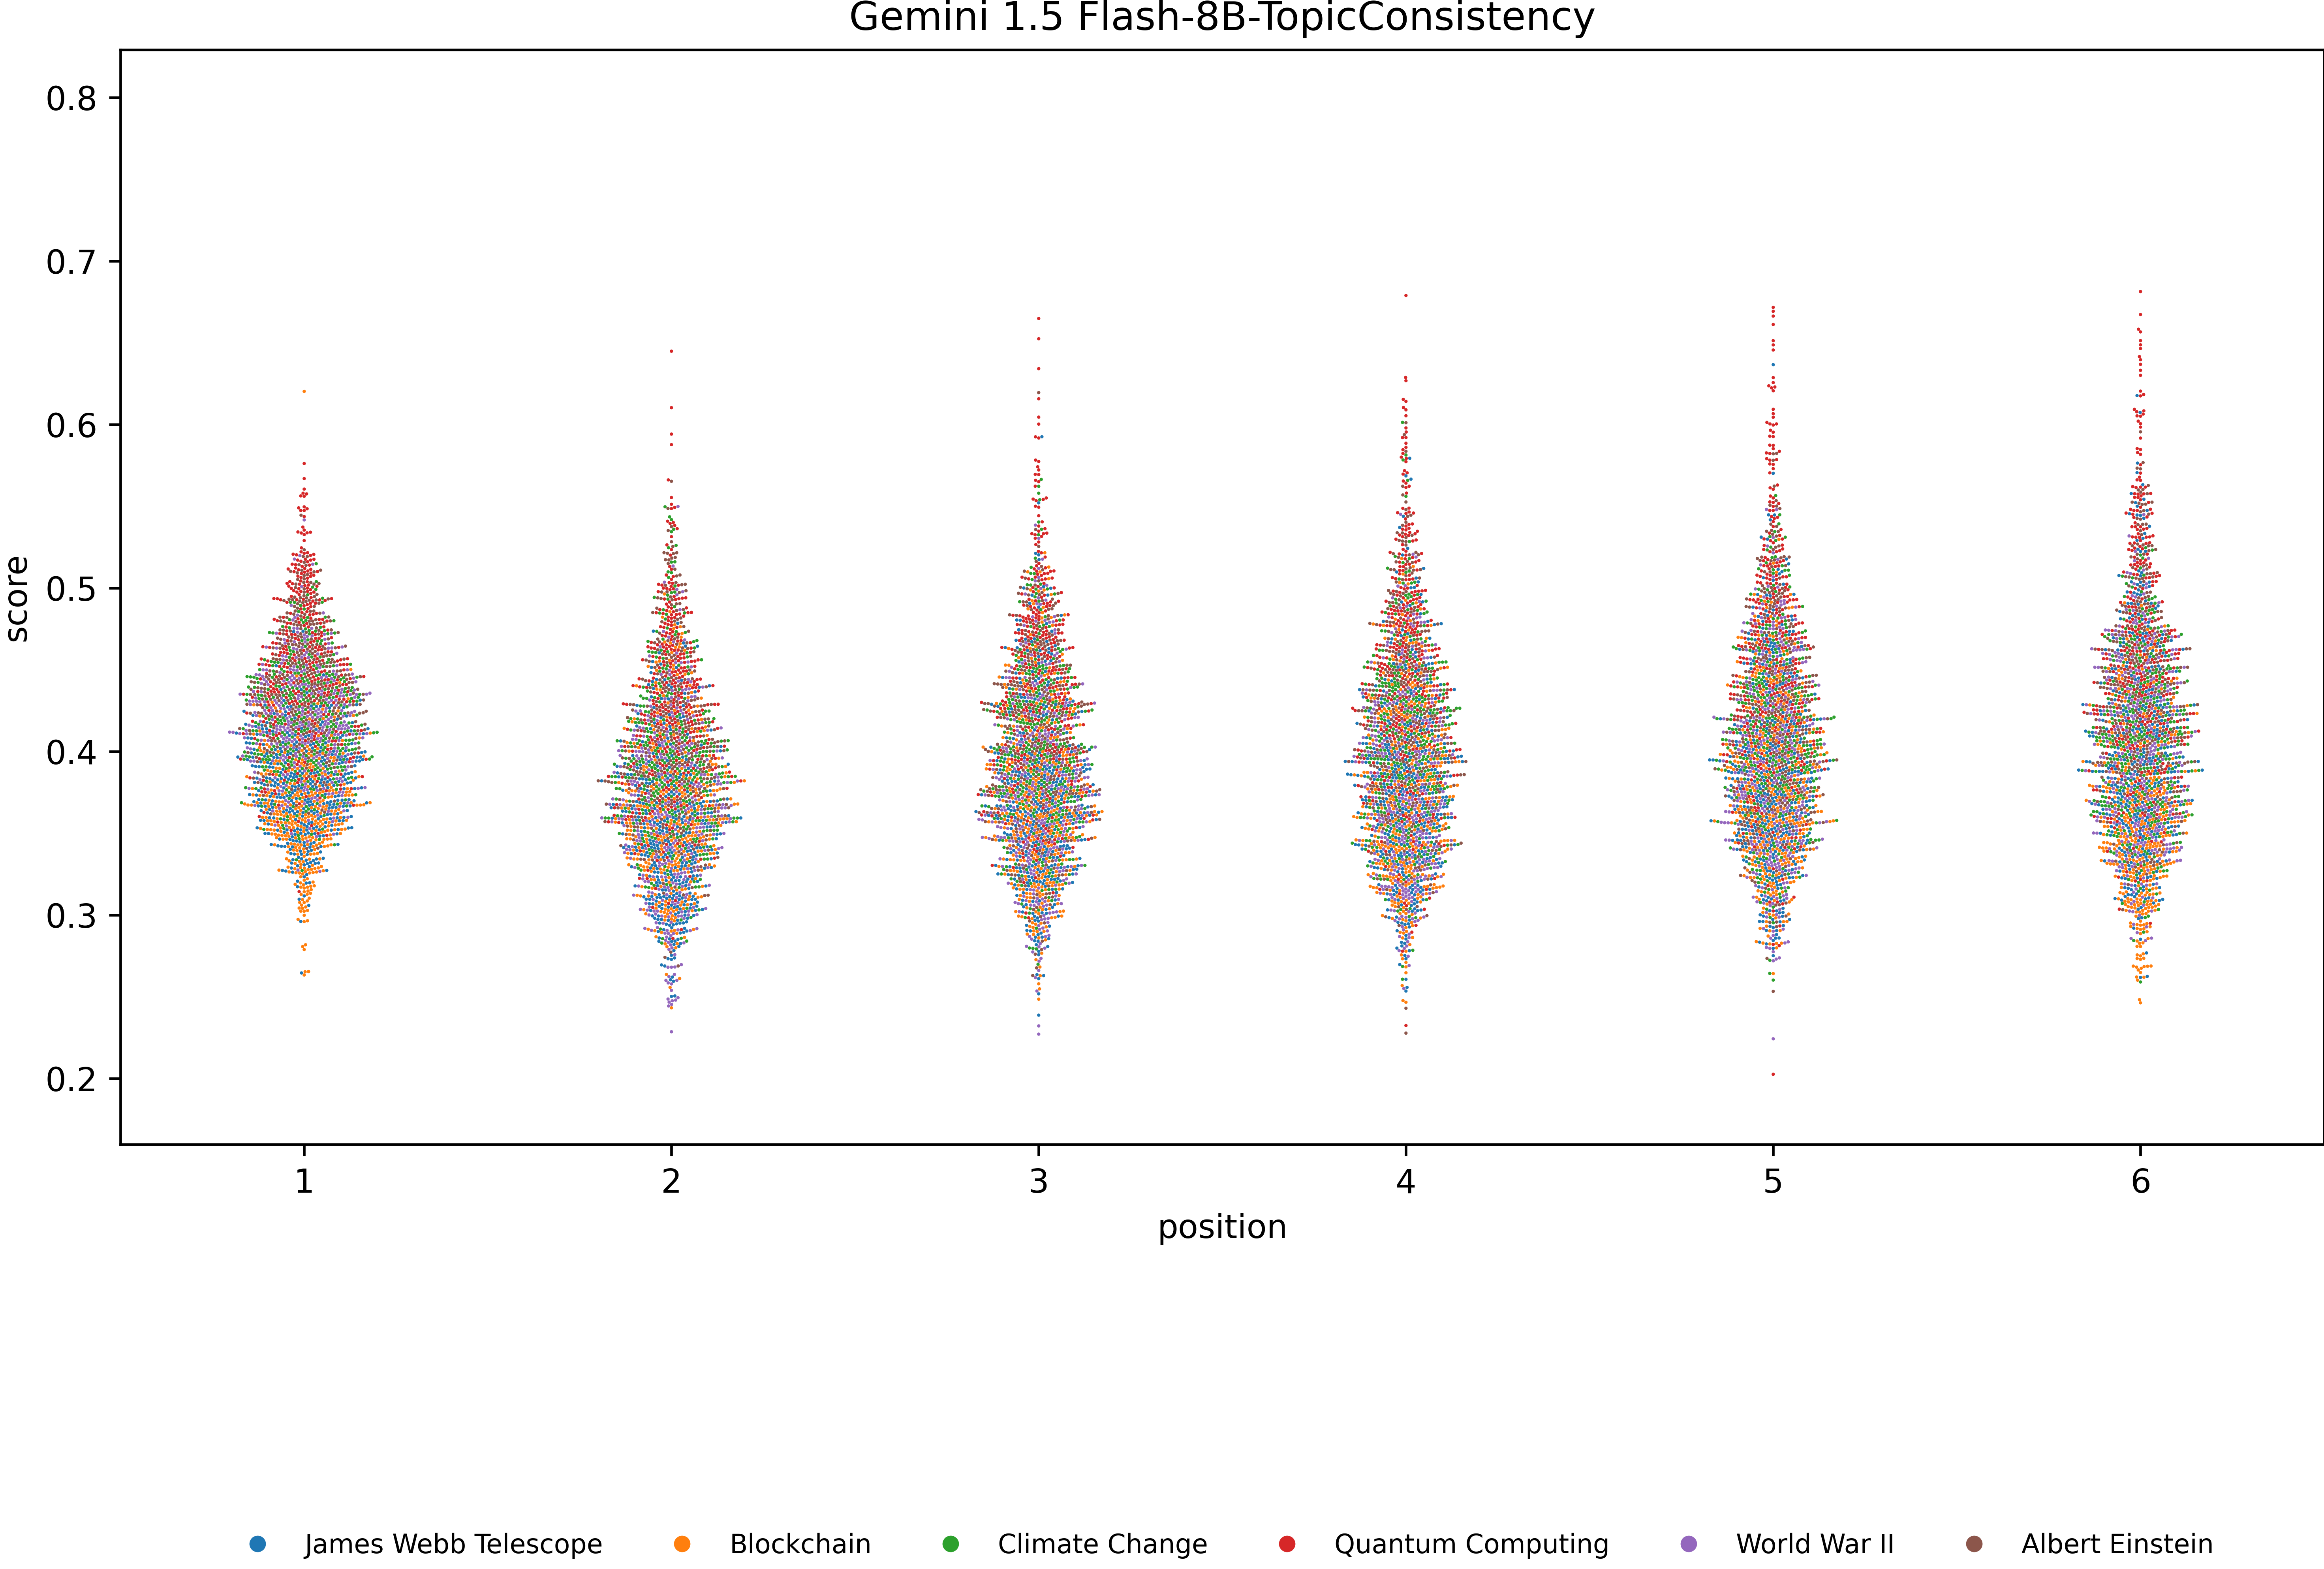 Gemini 1.5 Flash-8B-TopicConsistency
0.8
0.7
0.6
0.5
0.4
0.3
0.2
score
1 2 3 4 5 6
position
James Webb Telescope Blockchain Climate Change Quantum Computing World War II Albert Einstein